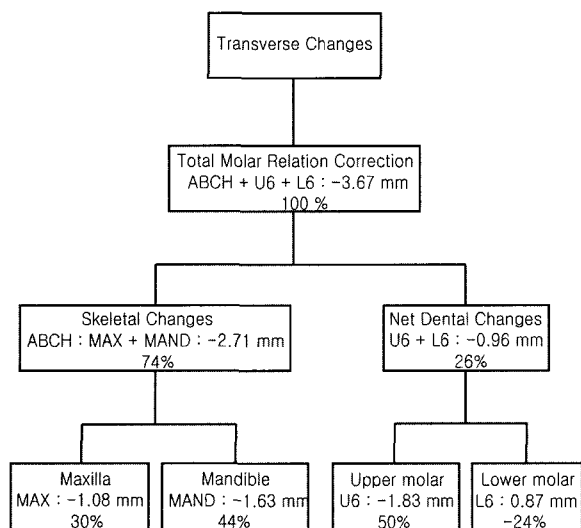 Transverse Changes
Total Molar Relation Correction
ABCH + U6 + L6 : -3.67 mm
100 %
Skeletal Changes
ABCH : MAX + MAND : -2.71 mm
74%
Net Dental Changes
U6 + L6 : -0.96 mm
26%
Maxilla
MAX : -1.08 mm
30%
Mandible
MAND : -1.63 mm
44%
Upper molar
U6 : -1.83 mm
50%
Lower molar
L6 : 0.87 mm
-24%